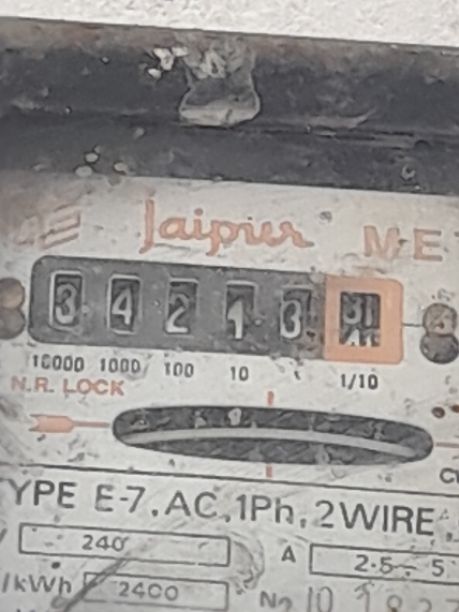 Jaipur ME
3 4 2 1 3
10000 1000 100 10 1 1/10
N.R. LOCK
YPE E-7, AC, 1Ph, 2WIRE,
240 A 2.5-5
/kWh 2400 No